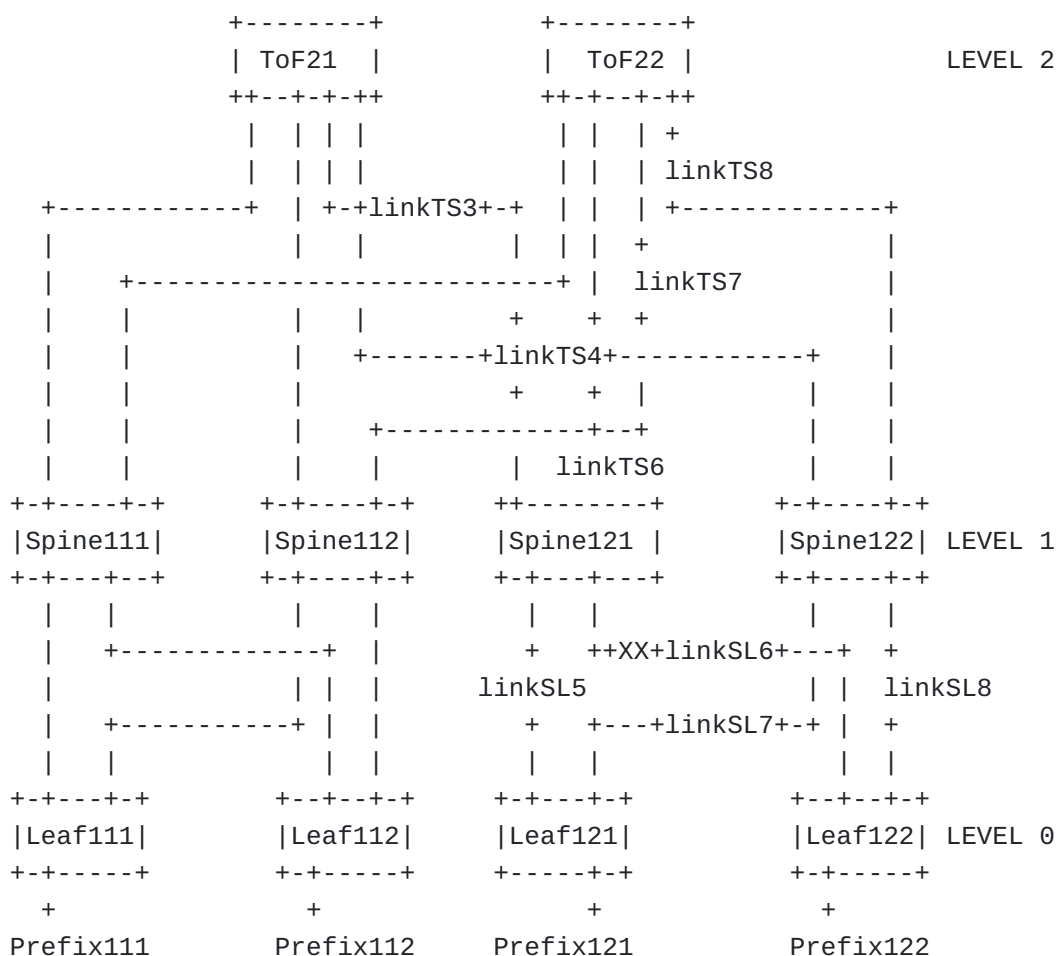 ToF21 ToF22 LEVEL 2
linkTS8
linkTS3
linkTS7
linkTS4
linkTS6
Spine111 Spine112 Spine121 Spine122 LEVEL 1
XX linkSL6
linkSL5 linkSL8
linkSL7
Leaf111 Leaf112 Leaf121 Leaf122 LEVEL 0
Prefix111 Prefix112 Prefix121 Prefix122